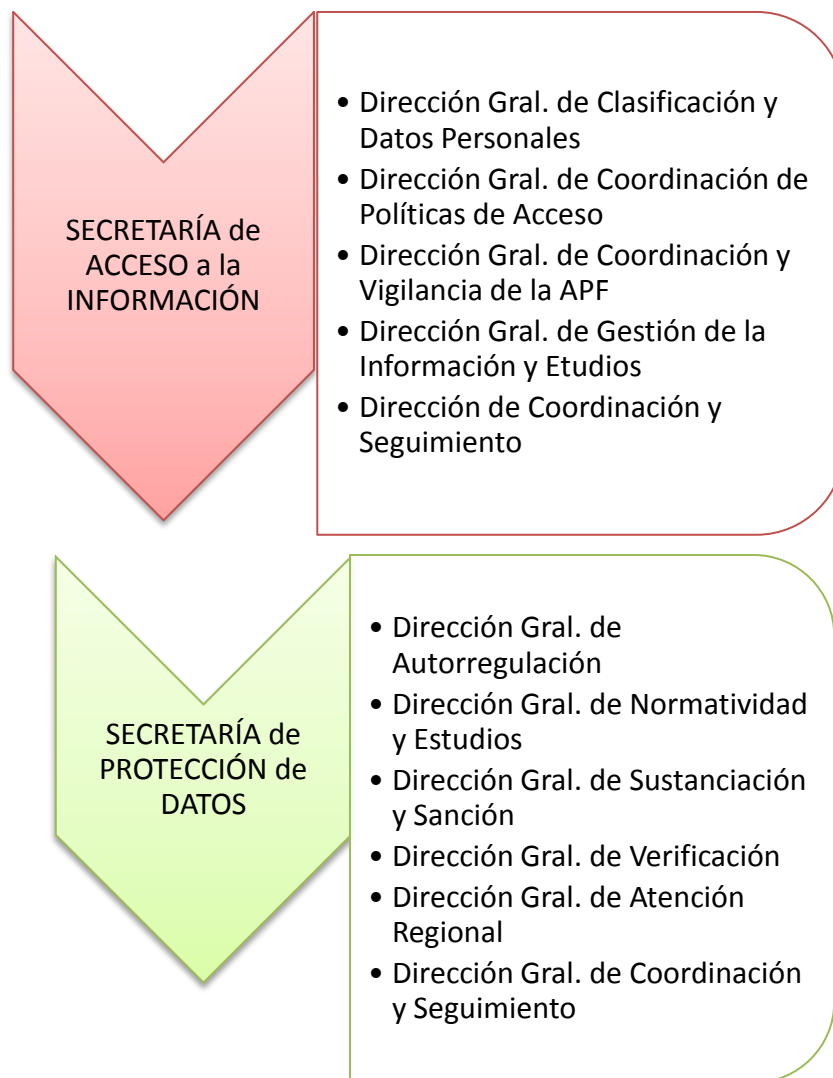 SECRETARÍA de
ACCESO a la
INFORMACIÓN
• Dirección Gral. de Clasificación y
Datos Personales
• Dirección Gral. de Coordinación de
Políticas de Acceso
• Dirección Gral. de Coordinación y
Vigilancia de la APF
• Dirección Gral. de Gestión de la
Información y Etudios
• Dirección de Coordinación y
Seguimiento
SECRETARÍA de
PROTECCIÓN de
DATOS
• Dirección Gral. de
Autorregulación
• Dirección Gral. de Normatividad
y Estudios
• Dirección Gral. de Sustanciación
y Sanción
• Dirección Gral. de Verificación
• Dirección Gral. de Atención
Regional
• Dirección Gral. de Coordinación
y Seguimiento